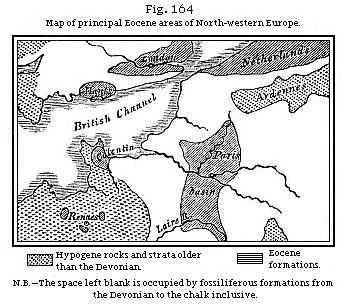 Fig. 164
Map of principal Eocene areas of North-western Europe.
London
Netherlands
Hants
Ardennes
British Channel
Cotentin
Paris
basin
Rennes
Laire
Hypogene rocks and strata older
than the Devonian.
Eocene
formations.
N.B.—The space left blank is occupied by fossiliferous formations from
the Devonian to the chalk inclusive.